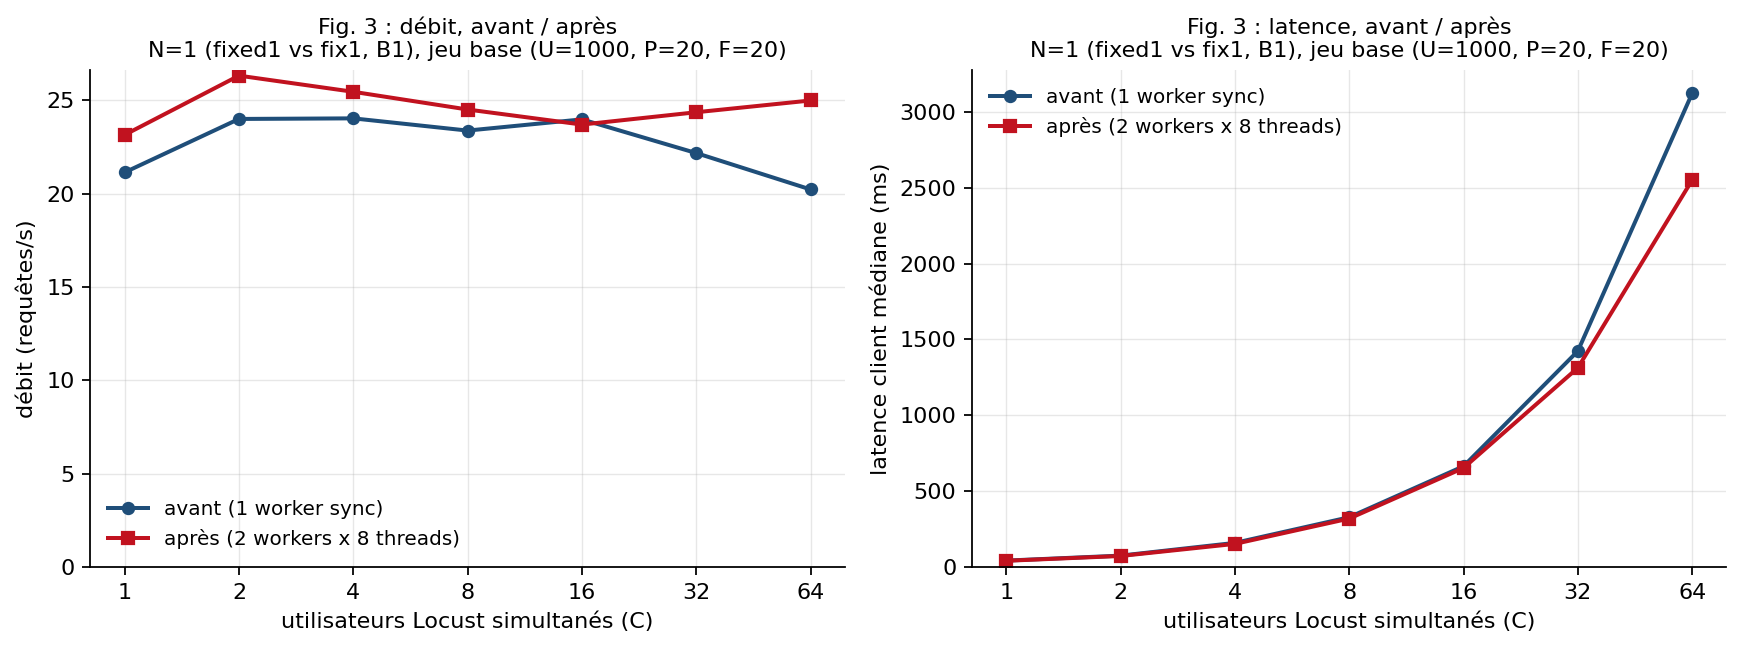 Fig. 3 : débit, avant / après
N=1 (fixed1 vs fix1, B1), jeu base (U=1000, P=20, F=20)
débit (requêtes/s)
25
20
15
10
5
0
avant (1 worker sync)
après (2 workers x 8 threads)
1 2 4 8 16 32 64
utilisateurs Locust simultanés (C)
Fig. 3 : latence, avant / après
N=1 (fixed1 vs fix1, B1), jeu base (U=1000, P=20, F=20)
latence client médiane (ms)
avant (1 worker sync)
après (2 workers x 8 threads)
3000
2500
2000
1500
1000
500
0
1 2 4 8 16 32 64
utilisateurs Locust simultanés (C)